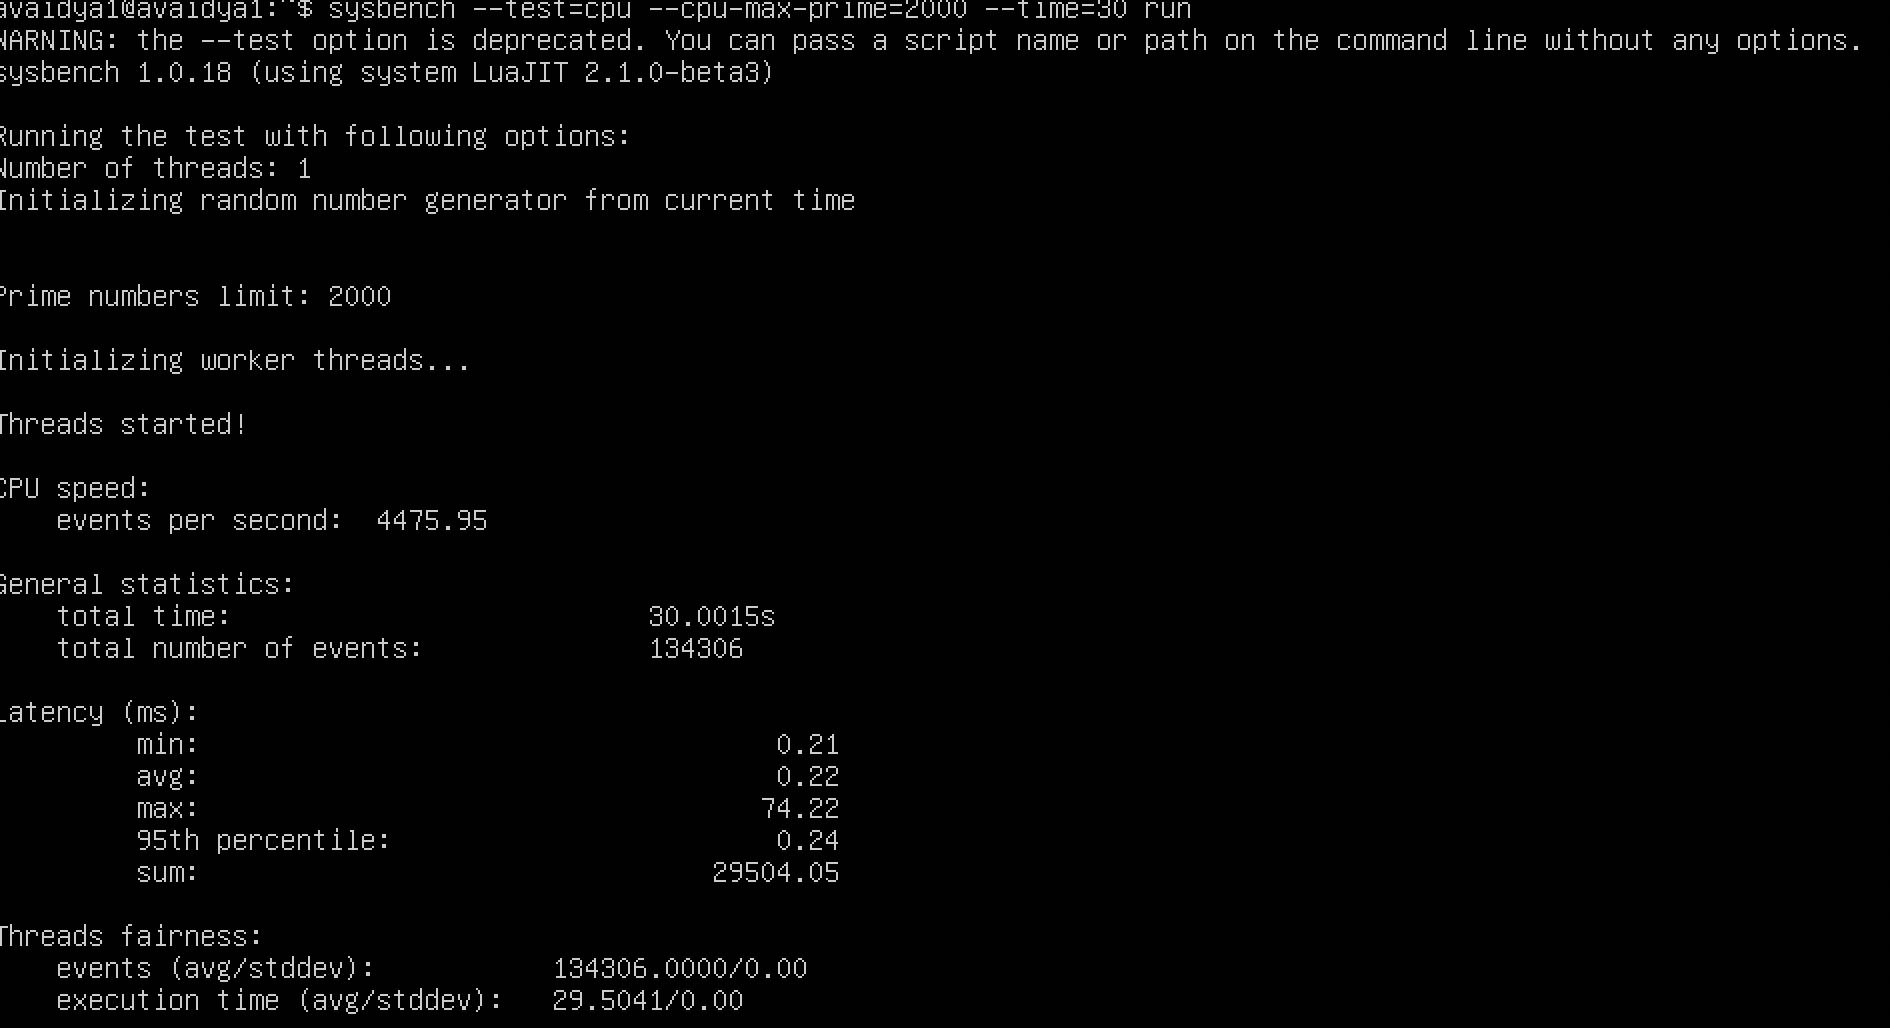 avaidya1@avaidya1:~$ sysbench --test=cpu --cpu-max-prime=2000 --time=30 run
WARNING: the --test option is deprecated. You can pass a script name or path on the command line without any options.
sysbench 1.0.18 (using system LuaJIT 2.1.0-beta3)
Running the test with following options:
Number of threads: 1
Initializing random number generator from current time
Prime numbers limit: 2000
Initializing worker threads...
Threads started!
CPU speed:
events per second: 4475.95
General statistics:
total time: 30.0015s
total number of events: 134306
Latency (ms):
min: 0.21
avg: 0.22
max: 74.22
95th percentile: 0.24
sum: 29504.05
Threads fairness:
events (avg/stddev): 134306.0000/0.00
execution time (avg/stddev): 29.5041/0.00